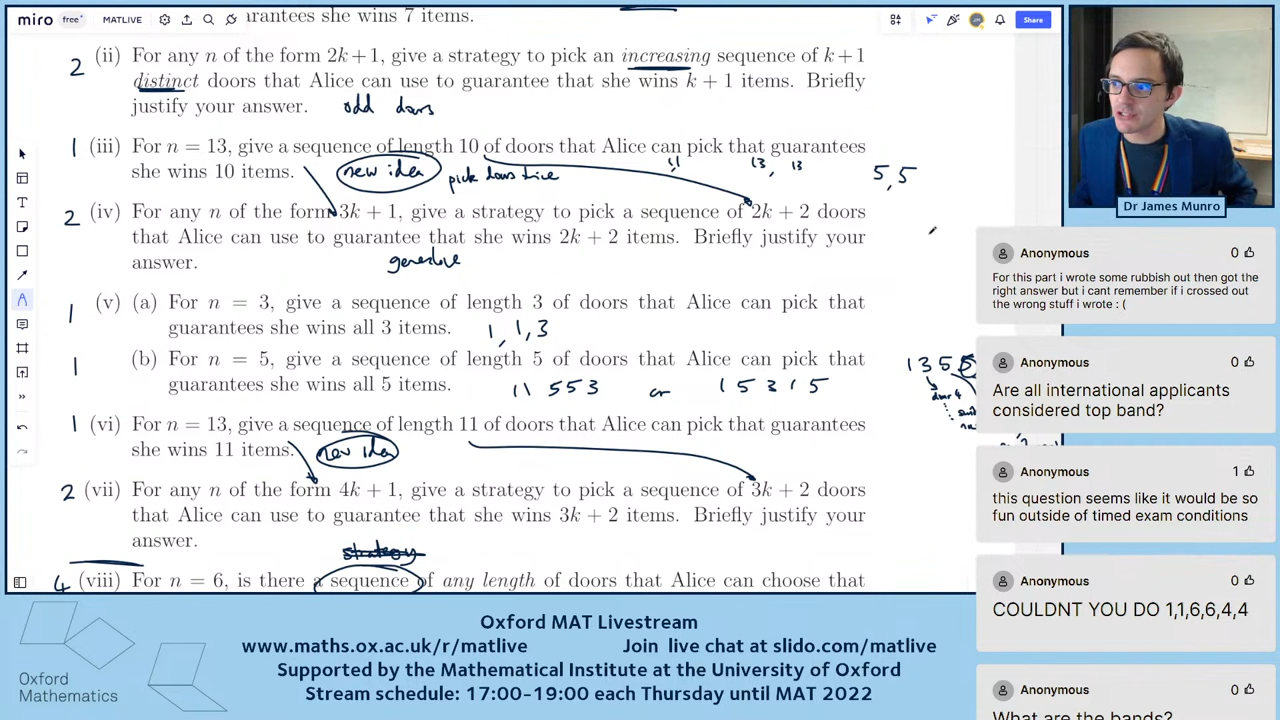 miro free
MATLIVE
Share
guarantees she wins 7 items.
2 (ii) For any n of the form 2k+1, give a strategy to pick an increasing sequence of k+1
distinct doors that Alice can use to guarantee that she wins k + 1 items. Briefly
justify your answer. odd doors
1 (iii) For n = 13, give a sequence of length 10 of doors that Alice can pick that guarantees
she wins 10 items. new idea pick doors twice 1,1 13, 13 5,5
2 (iv) For any n of the form 3k + 1, give a strategy to pick a sequence of 2k + 2 doors
that Alice can use to guarantee that she wins 2k + 2 items. Briefly justify your
answer. generalise
1 (v) (a) For n = 3, give a sequence of length 3 of doors that Alice can pick that
guarantees she wins all 3 items. 1, 1, 3
1 (b) For n = 5, give a sequence of length 5 of doors that Alice can pick that
guarantees she wins all 5 items. 11 553 or 1 5 3 1 5
1 3 5 5
door 4
1 (vi) For n = 13, give a sequence of length 11 of doors that Alice can pick that guarantees
she wins 11 items. new idea
2 (vii) For any n of the form 4k + 1, give a strategy to pick a sequence of 3k + 2 doors
that Alice can use to guarantee that she wins 3k + 2 items. Briefly justify your
answer. strategy
4 (viii) For n = 6, is there a sequence of any length of doors that Alice can choose that
Dr James Munro
Anonymous 0
For this part i wrote some rubbish out then got the
right answer but i cant remember if i crossed out
the wrong stuff i wrote : (
Anonymous 0
Are all international applicants
considered top band?
Anonymous 1
this question seems like it would be so
fun outside of timed exam conditions
Anonymous 0
COULDNT YOU DO 1,1,6,6,4,4
Anonymous 0
What are the bands?
Oxford
Mathematics
Oxford MAT Livestream
www.maths.ox.ac.uk/r/matlive Join live chat at slido.com/matlive
Supported by the Mathematical Institute at the University of Oxford
Stream schedule: 17:00-19:00 each Thursday until MAT 2022